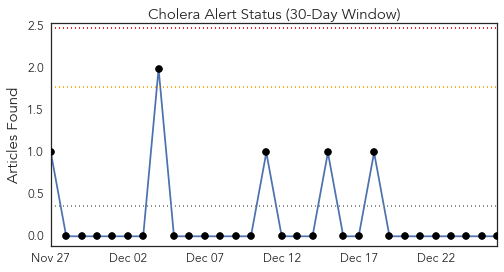 Cholera Alert Status (30-Day Window)
Articles Found
2.5
2.0
1.5
1.0
0.5
0.0
Nov 27 Dec 02 Dec 07 Dec 12 Dec 17 Dec 22